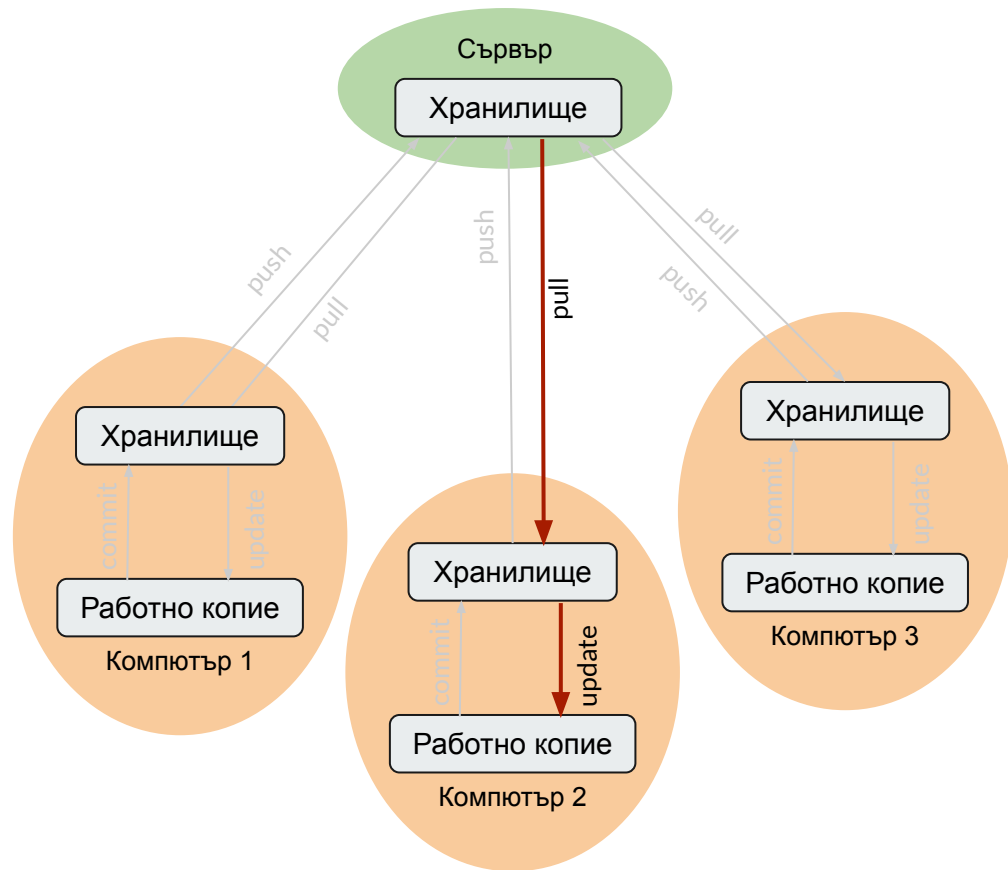 Сървър
Хранилище
push
pull
push
pull
pull
push
Хранилище
commit
update
Работно копие
Компютър 1
Хранилище
commit
update
Работно копие
Компютър 2
Хранилище
commit
update
Работно копие
Компютър 3